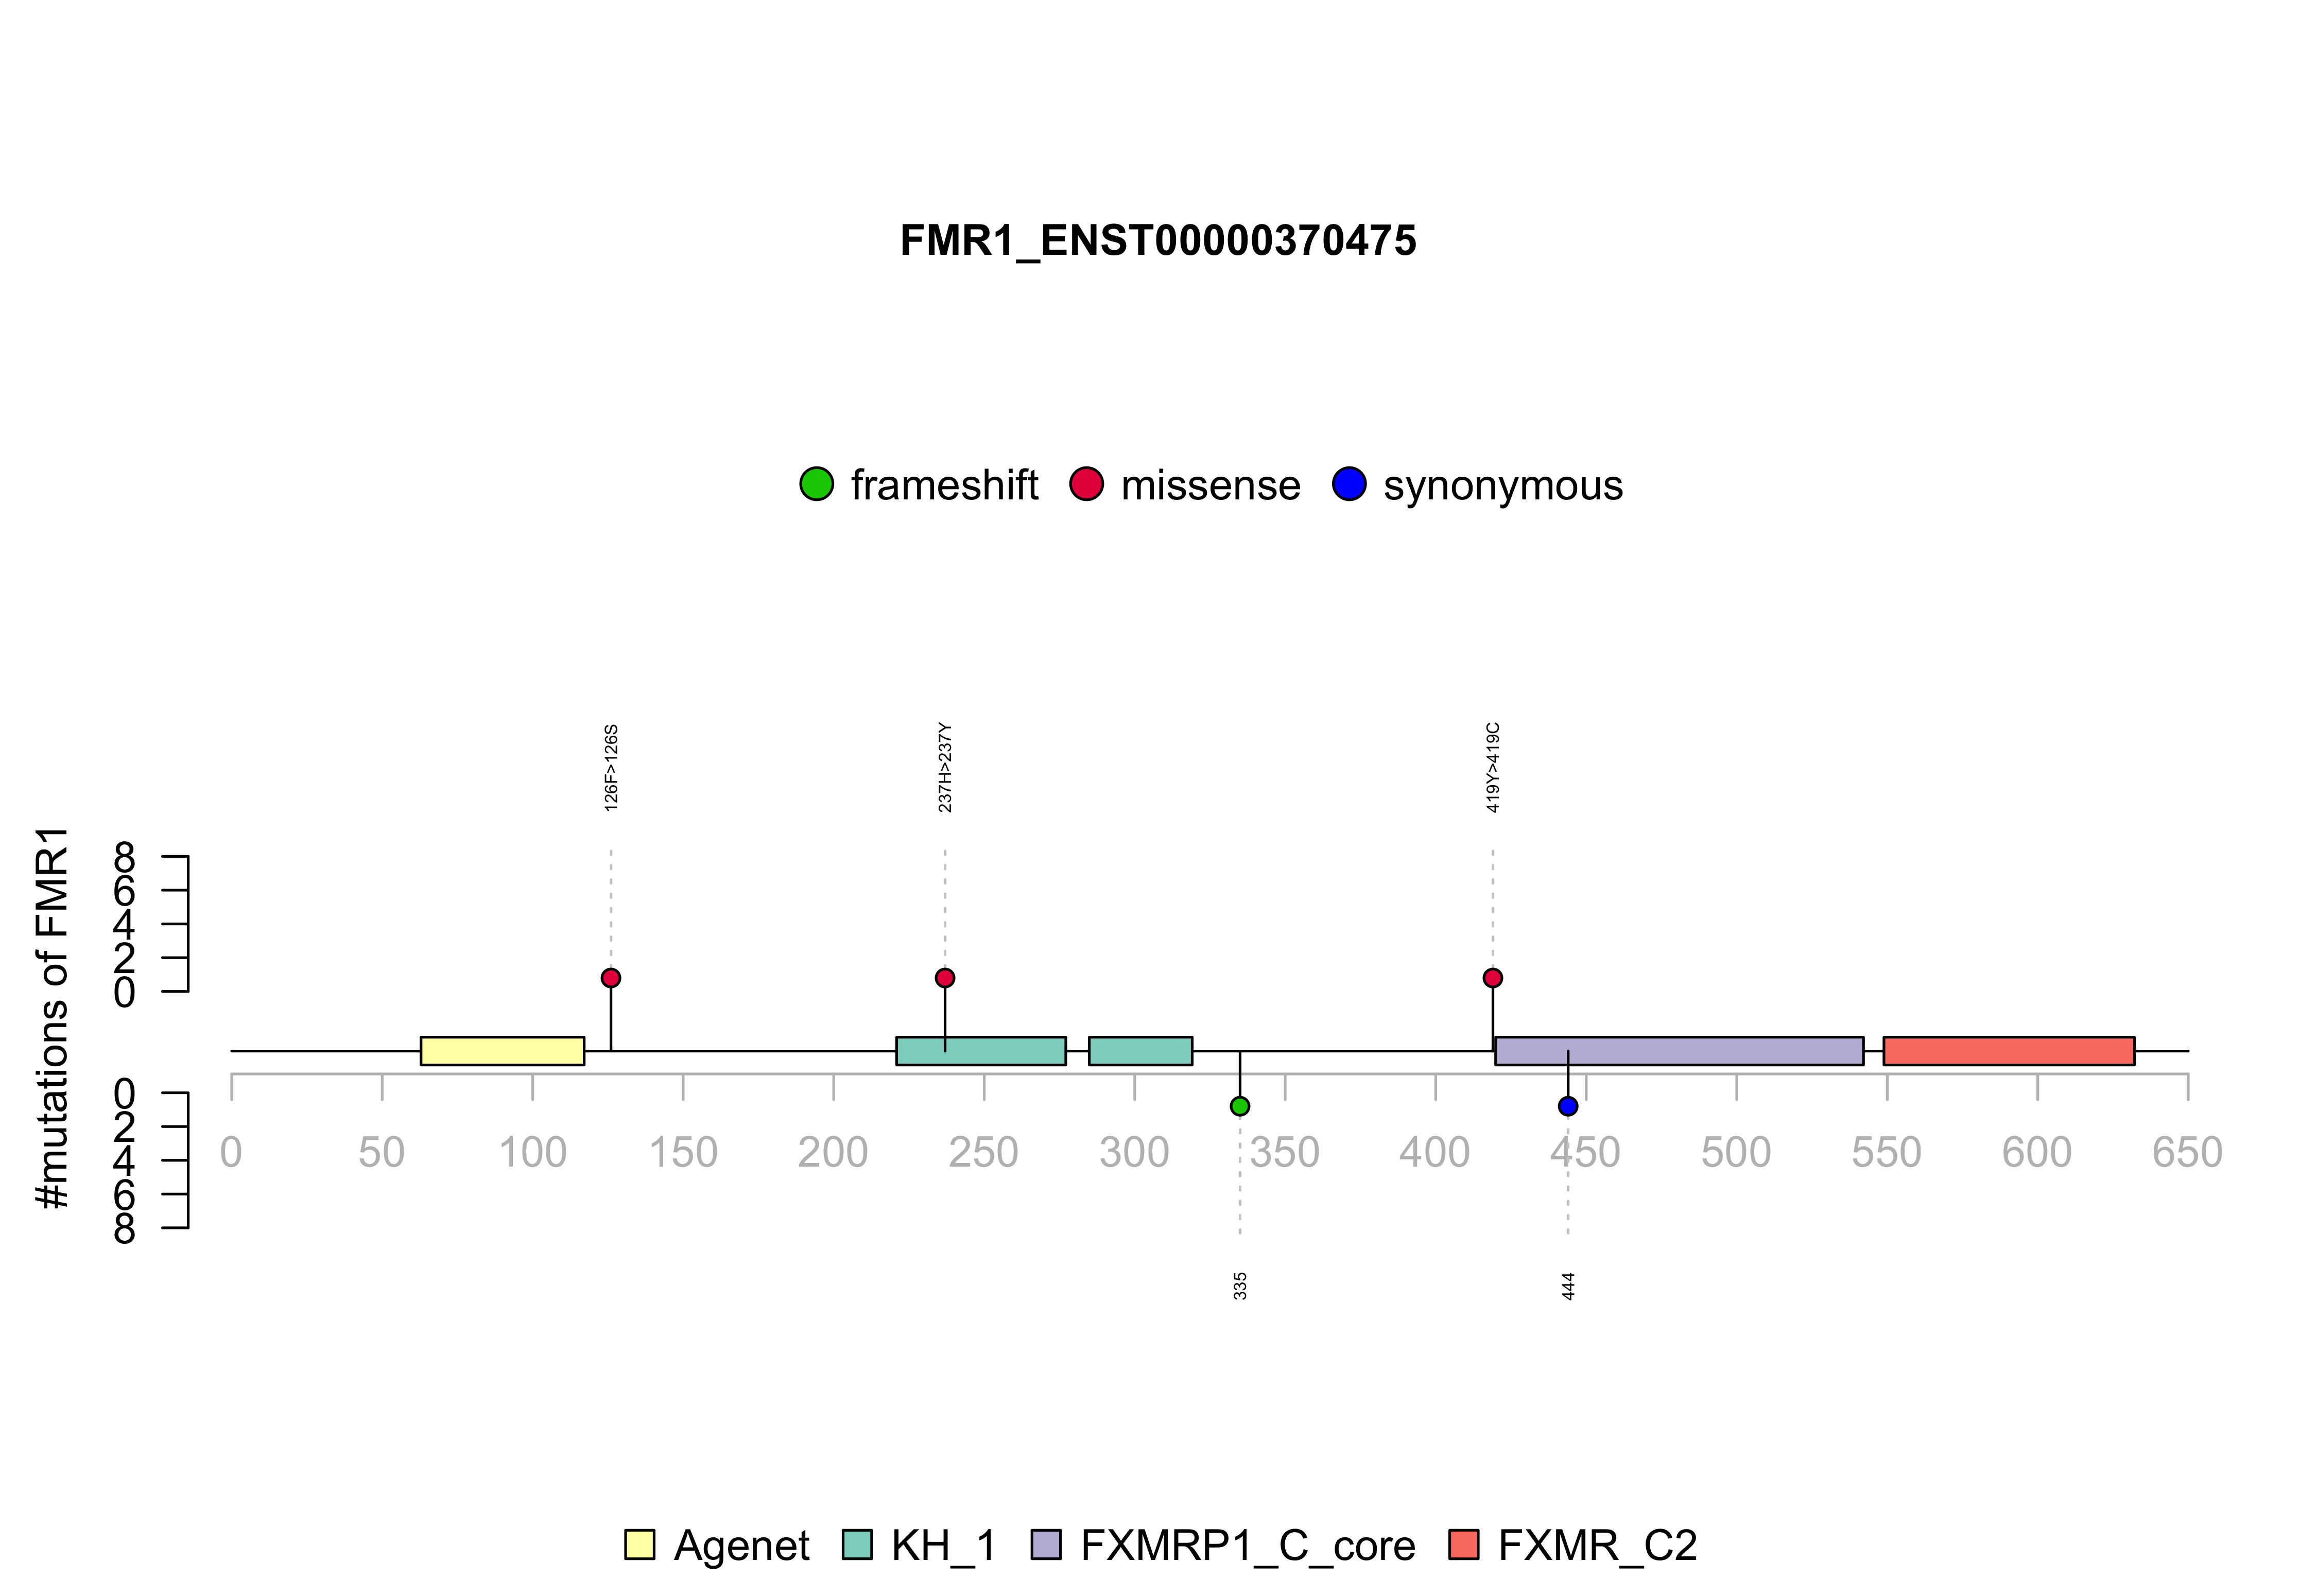 FMR1_ENST00000370475
frameshift missense synonymous
126F>126S 237H>237Y 419Y>419C
#mutations of FMR1
8
6
4
2
0
0
2
4
6
8
0 50 100 150 200 250 300 350 400 450 500 550 600 650
335 444
Agenet KH_1 FXMRP1_C_core FXMR_C2